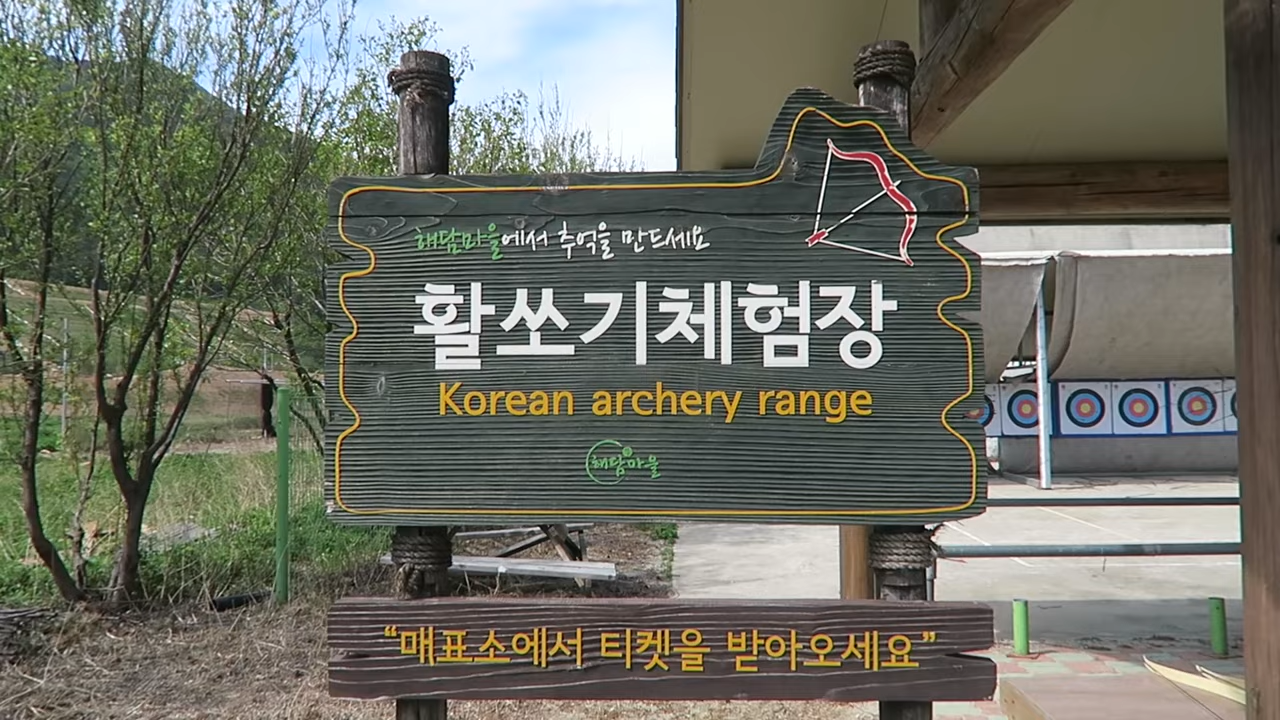 해담마을에서 추억을 만드세요
활쏘기체험장
Korean archery range
해담마을
“매표소에서 티켓을 받아오세요”